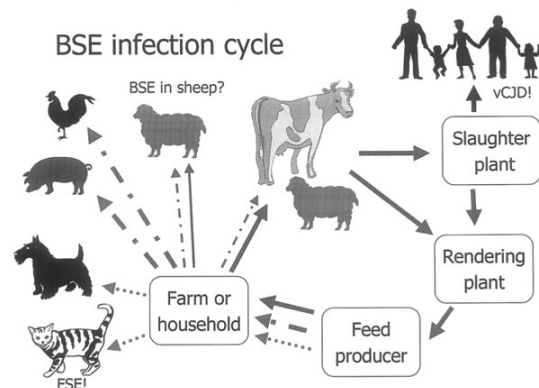 BSE infection cycle
BSE in sheep?
vCJD!
Slaughter
plant
Rendering
plant
Farm or
household
Feed
producer
FSE!